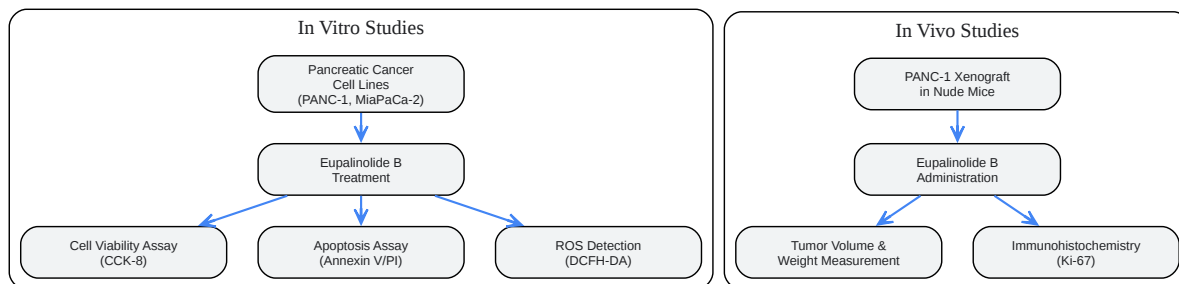 In Vitro Studies
Pancreatic Cancer
Cell Lines
(PANC-1, MiaPaCa-2)
Eupalinolide B
Treatment
Cell Viability Assay
(CCK-8)
Apoptosis Assay
(Annexin V/PI)
ROS Detection
(DCFH-DA)
In Vivo Studies
PANC-1 Xenograft
in Nude Mice
Eupalinolide B
Administration
Tumor Volume &
Weight Measurement
Immunohistochemistry
(Ki-67)